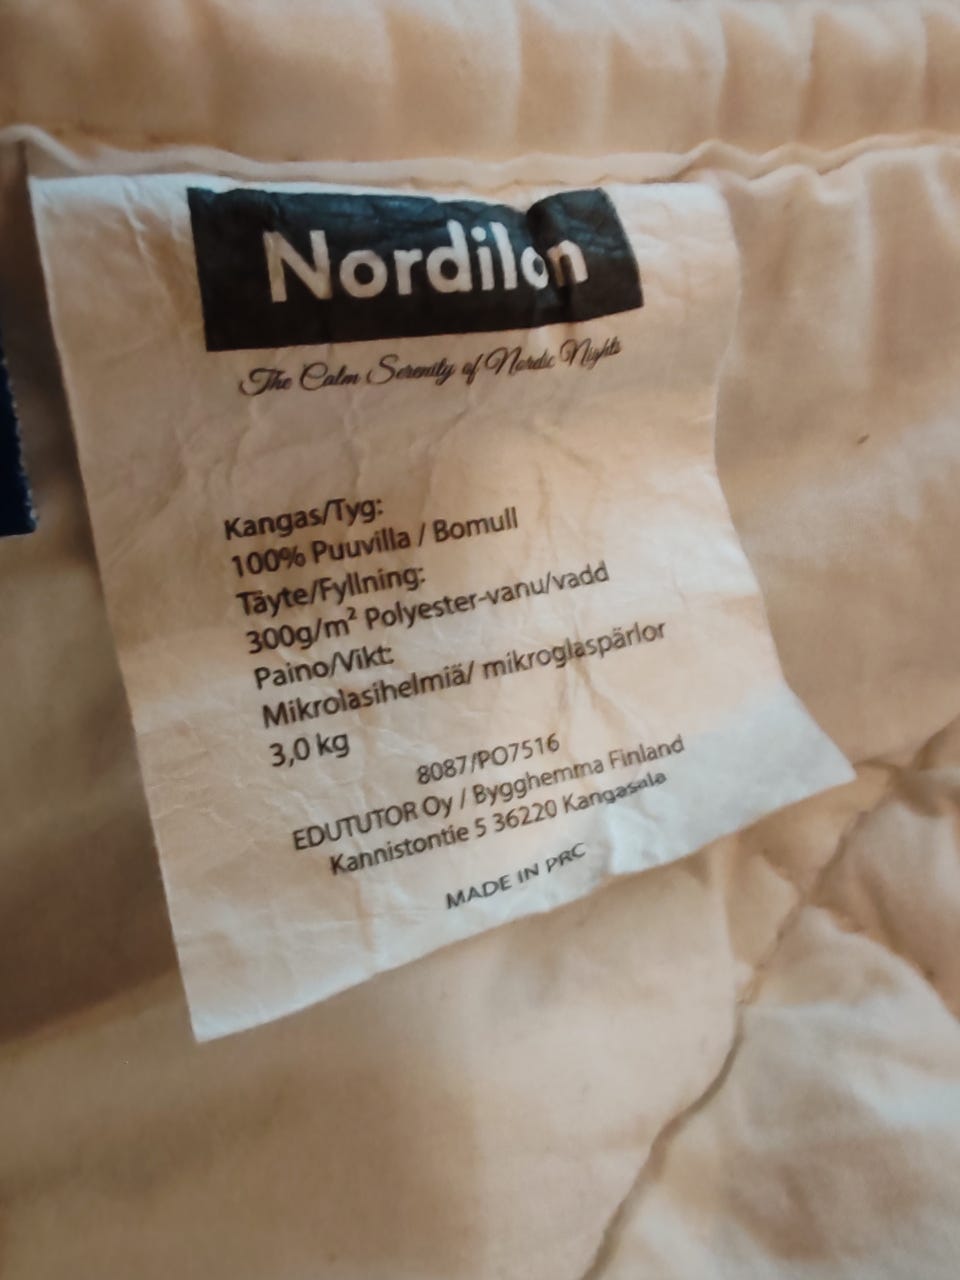 Nordilon
The Calm Serenity of Nordic Nights
Kangas/Tyg:
100% Puuvilla / Bomull
Täyte/Fyllning:
300g/m² Polyester-vanu/vadd
Paino/Vikt:
Mikrolasihelmiä/ mikroglaspärlor
3,0 kg
8087/PO7516
EDUTUTOR Oy / Bygghemma Finland
Kannistontie 5 36220 Kangasala
MADE IN PRC